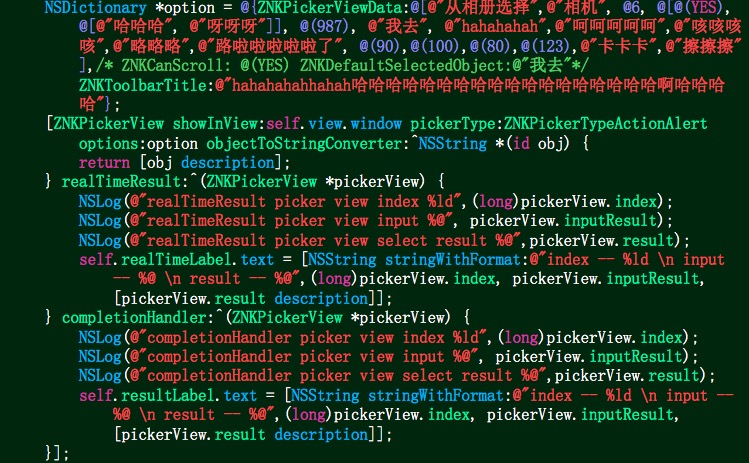 NSDictionary *option = @{ZNKPickerViewData:@[@"从相册选择",@"相机", @6, @[@(YES),
@[@"哈哈哈", @"呀呀呀"]], @(987), @"我去", @"hahahahah",@"呵呵呵呵呵",@"咳咳咳
咳",@"略略略",@"路啦啦啦啦啦了", @(90),@(100),@(80),@(123),@"卡卡卡",@"擦擦擦"
],/* ZNKCanScroll: @(YES) ZNKDefaultSelectedObject:@"我去"*/
ZNKToolbarTitle:@"hahahahahhahah哈哈哈哈哈哈哈哈哈哈哈哈哈哈哈哈哈哈啊哈哈哈
哈"};
[ZNKPickerView showInView:self.view.window pickerType:ZNKPickerTypeActionAlert
options:option objectToStringConverter:^NSString *(id obj) {
return [obj description];
} realTimeResult:^(ZNKPickerView *pickerView) {
NSLog(@"realTimeResult picker view index %ld",(long)pickerView.index);
NSLog(@"realTimeResult picker view input %@", pickerView.inputResult);
NSLog(@"realTimeResult picker view select result %@",pickerView.result);
self.realTimeLabel.text = [NSString stringWithFormat:@"index -- %ld \n input
-- %@ \n result -- %@",(long)pickerView.index, pickerView.inputResult,
[pickerView.result description]];
} completionHandler:^(ZNKPickerView *pickerView) {
NSLog(@"completionHandler picker view index %ld",(long)pickerView.index);
NSLog(@"completionHandler picker view input %@", pickerView.inputResult);
NSLog(@"completionHandler picker view select result %@",pickerView.result);
self.resultLabel.text = [NSString stringWithFormat:@"index -- %ld \n input --
%@ \n result -- %@",(long)pickerView.index, pickerView.inputResult,
[pickerView.result description]];
}];